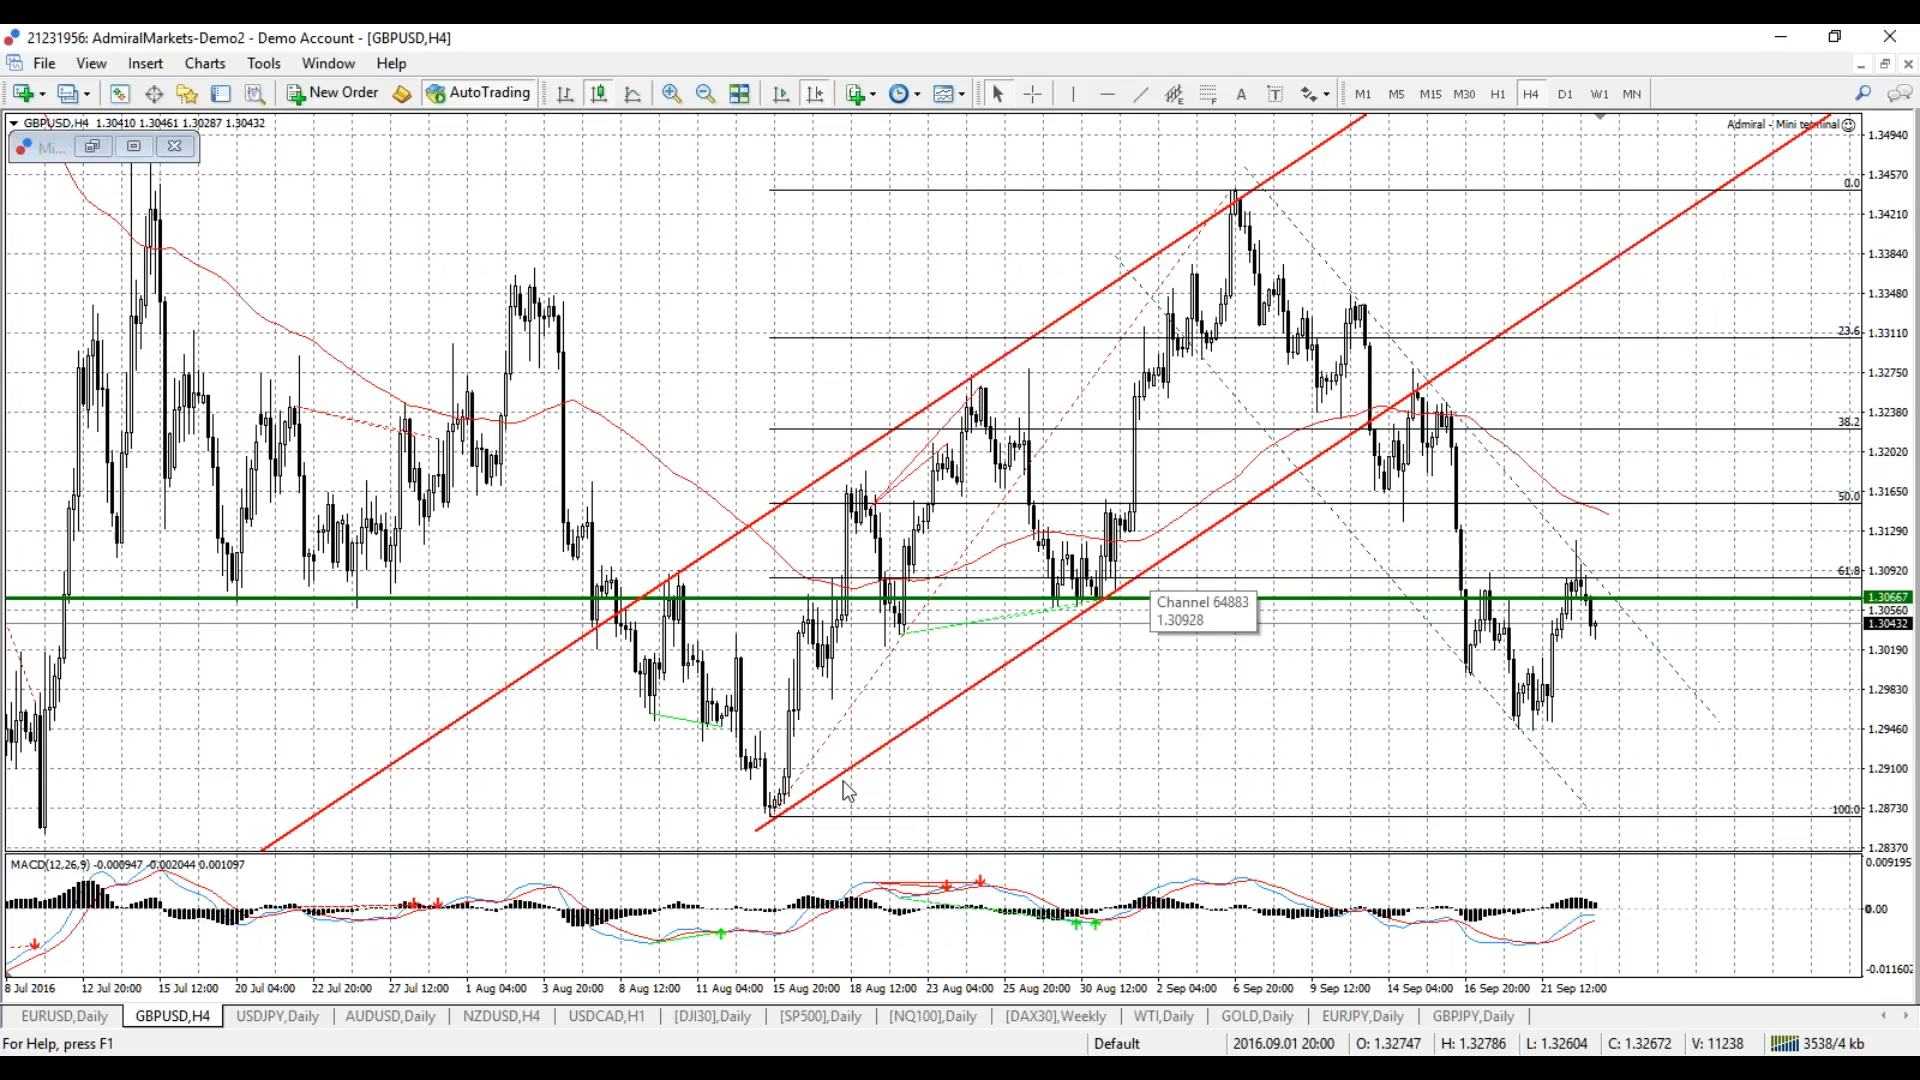 21231956: AdmiralMarkets-Demo2 - Demo Account - [GBPUSD,H4]
File View Insert Charts Tools Window Help
New Order AutoTrading A T M1 M5 M15 M30 H1 H4 D1 W1 MN
GBPUSD,H4 1.30410 1.30461 1.30287 1.30432
Admiral - Mini terminal
Mi...
1.34940
1.34570
0.0
1.34210
1.33840
1.33480
23.6
1.33110
1.32750
1.32380
38.2
1.32020
1.31650
50.0
1.31290
1.30920
61.8
1.30667
Channel 64883
1.30928
1.30560
1.30432
1.30190
1.29830
1.29460
1.29100
1.28730
100.0
1.28370
MACD(12,26,9) -0.000947 -0.002044 0.001097
0.009195
0.00
-0.01160
8 Jul 2016 12 Jul 20:00 15 Jul 12:00 20 Jul 04:00 22 Jul 20:00 27 Jul 12:00 1 Aug 04:00 3 Aug 20:00 8 Aug 12:00 11 Aug 04:00 15 Aug 20:00 18 Aug 12:00 23 Aug 04:00 25 Aug 20:00 30 Aug 12:00 2 Sep 04:00 6 Sep 20:00 9 Sep 12:00 14 Sep 04:00 16 Sep 20:00 21 Sep 12:00
EURUSD,Daily GBPUSD,H4 USDJPY,Daily AUDUSD,Daily NZDUSD,H4 USDCAD,H1 [DJI30],Daily [SP500],Daily [NQ100],Daily [DAX30],Weekly WTI,Daily GOLD,Daily EURJPY,Daily GBPJPY,Daily
For Help, press F1 Default 2016.09.01 20:00 O: 1.32747 H: 1.32786 L: 1.32604 C: 1.32672 V: 11238 3538/4 kb